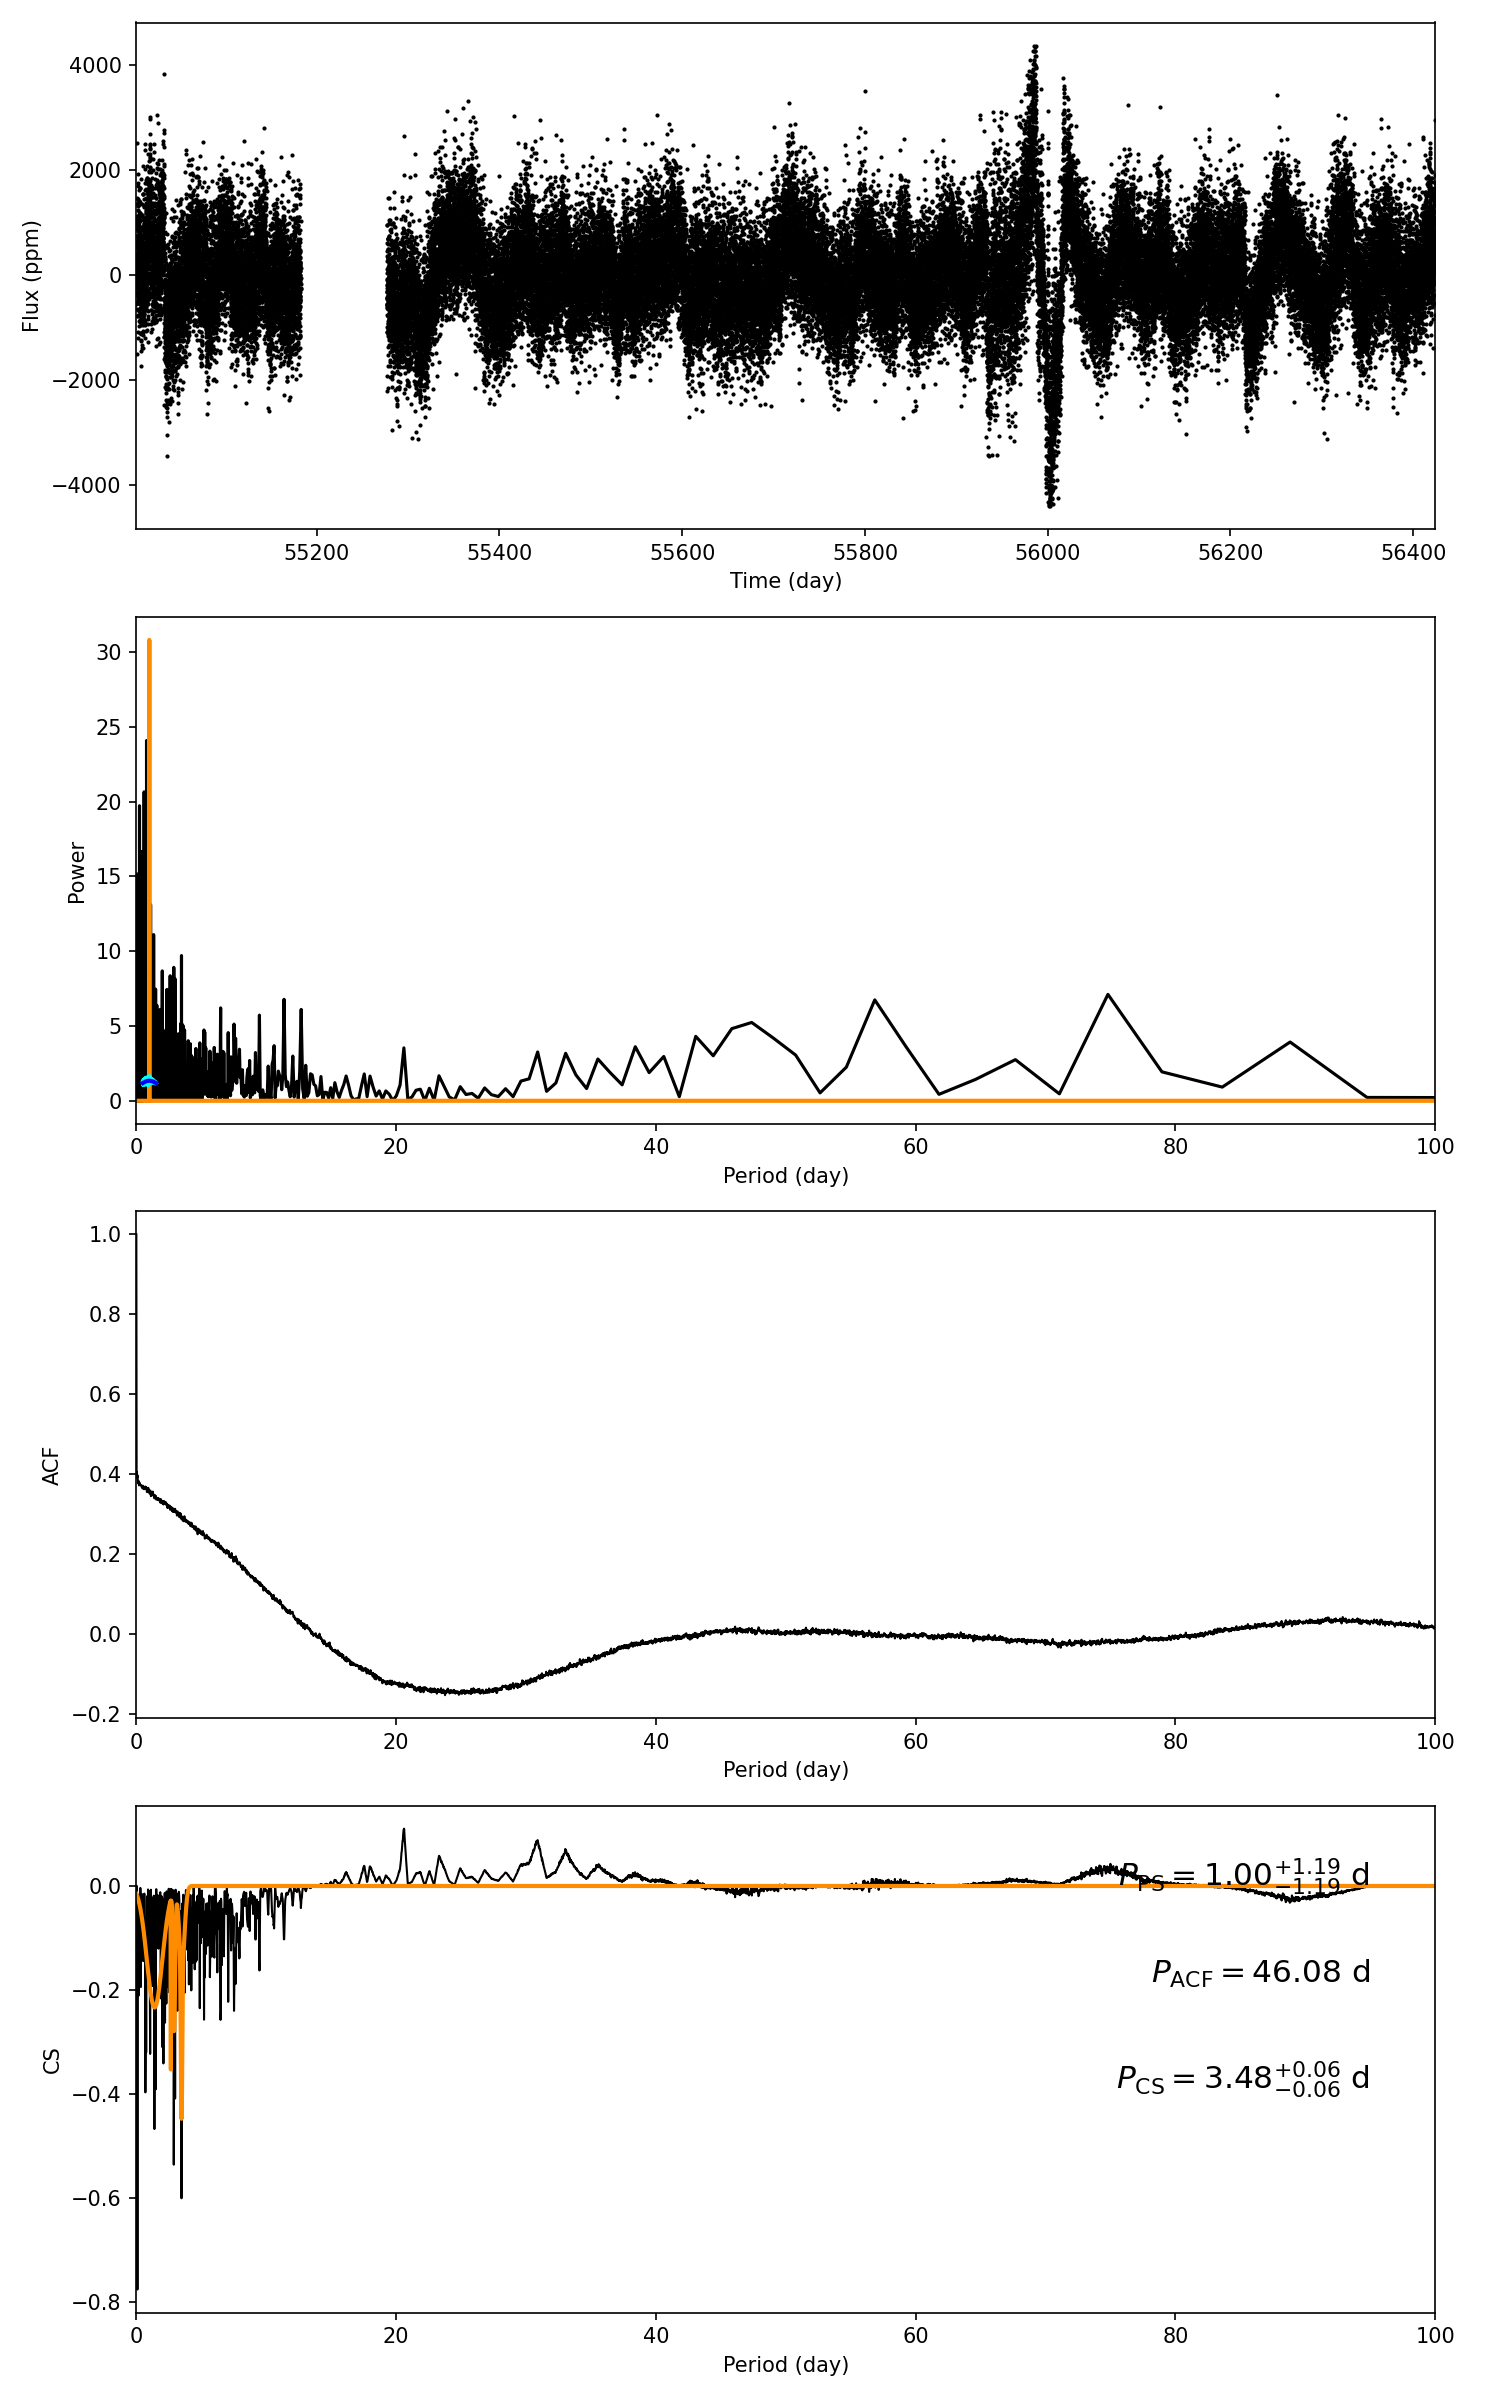 4000
2000
0
−2000
−4000
Flux (ppm)
55200 55400 55600 55800 56000 56200 56400
Time (day)
30
25
20
15
10
5
0
Power
0 20 40 60 80 100
Period (day)
1.0
0.8
0.6
0.4
0.2
0.0
−0.2
ACF
0 20 40 60 80 100
Period (day)
0.0
−0.2
−0.4
−0.6
−0.8
CS
P_PS = 1.00^{+1.19}_{−1.19} d
P_ACF = 46.08 d
P_CS = 3.48^{+0.06}_{−0.06} d
0 20 40 60 80 100
Period (day)